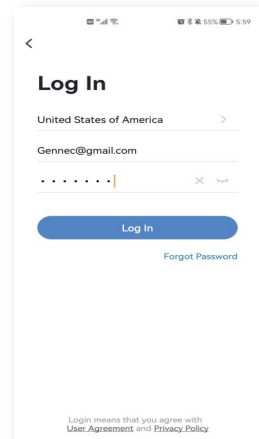 55% 5:59
Log In
United States of America
Gennec@gmail.com
•••••••
Log In
Forgot Password
Login means that you agree with
User Agreement and Privacy Policy